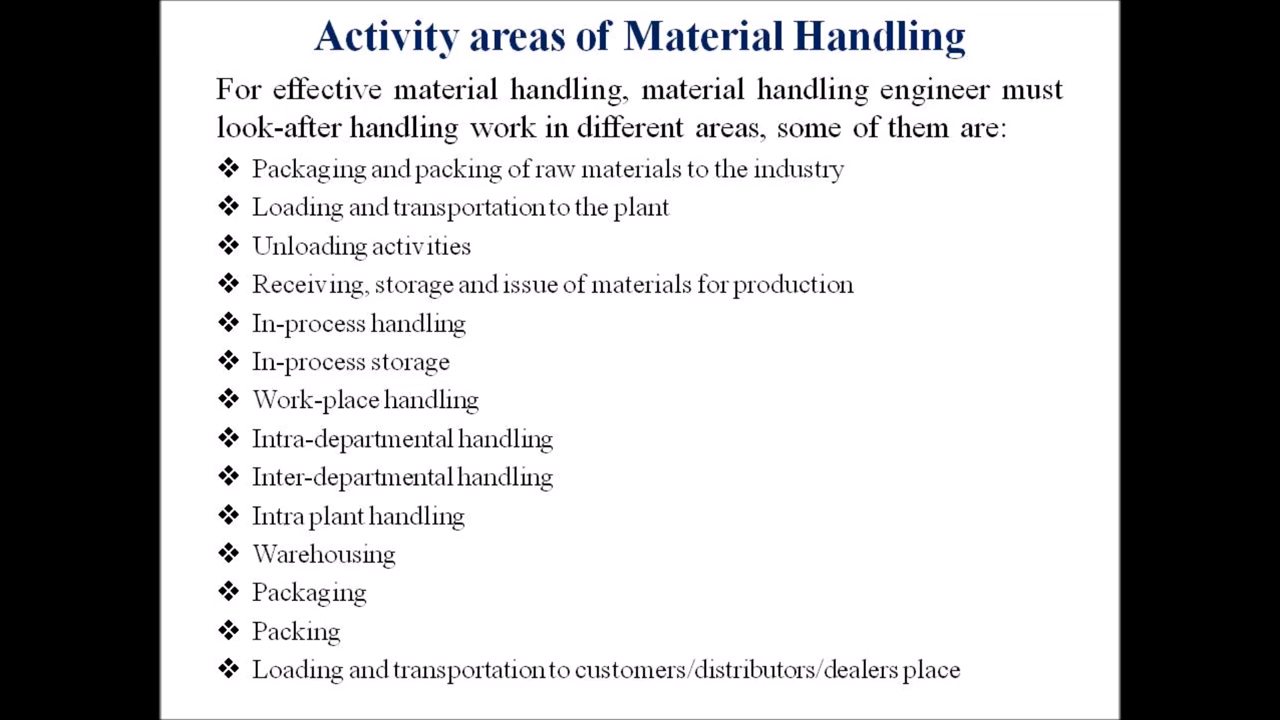 Activity areas of Material Handling
For effective material handling, material handling engineer must
look-after handling work in different areas, some of them are:
❖ Packaging and packing of raw materials to the industry
❖ Loading and transportation to the plant
❖ Unloading activities
❖ Receiving, storage and issue of materials for production
❖ In-process handling
❖ In-process storage
❖ Work-place handling
❖ Intra-departmental handling
❖ Inter-departmental handling
❖ Intra plant handling
❖ Warehousing
❖ Packaging
❖ Packing
❖ Loading and transportation to customers/distributors/dealers place